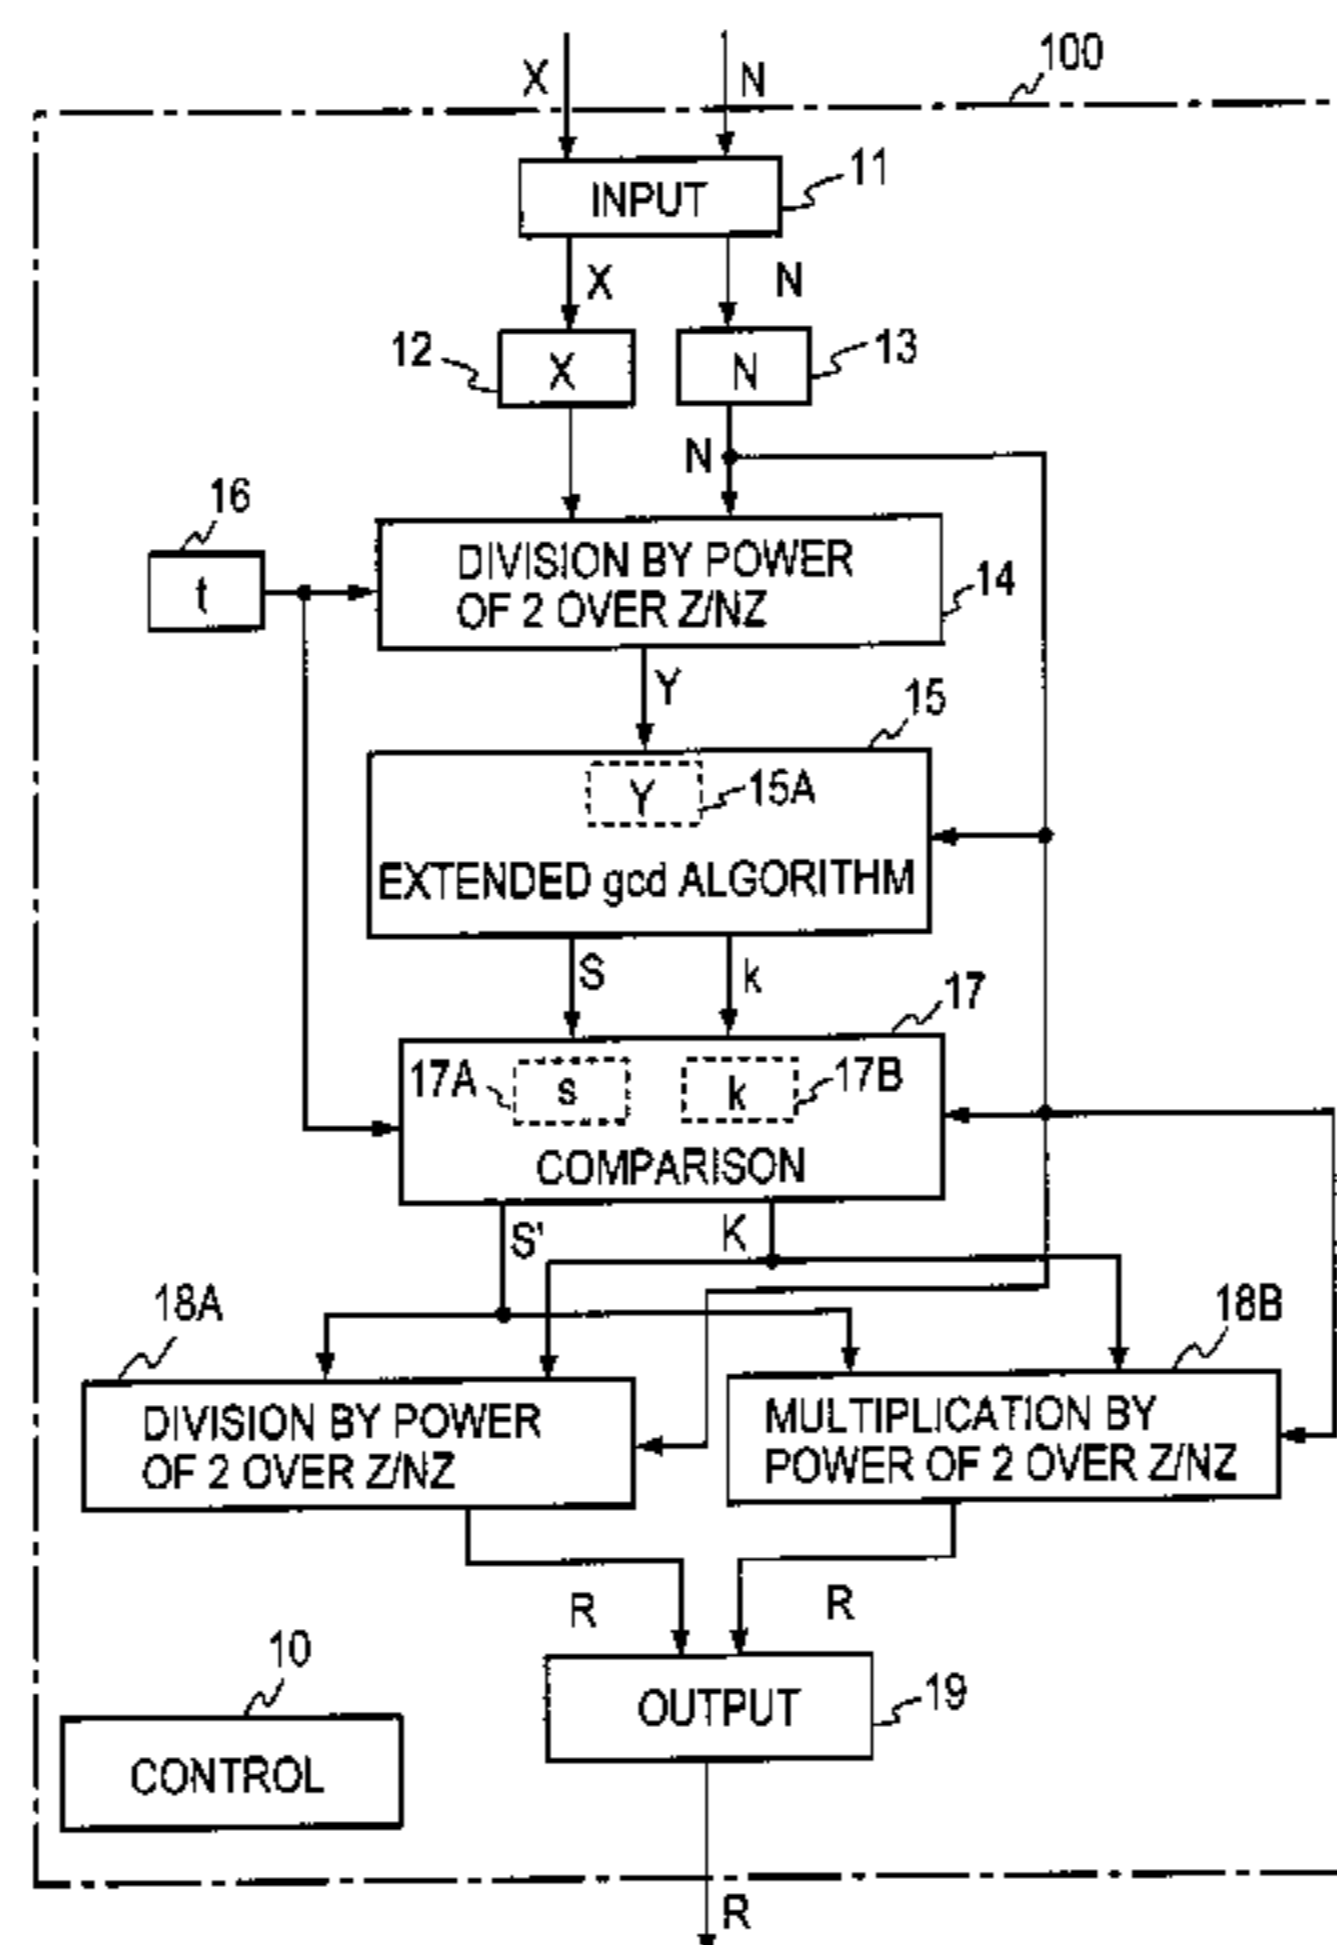 100
X N
INPUT
11
X N
12
X
N
13
N
16
t
DIVISION BY POWER
OF 2 OVER Z/NZ
14
Y
15
Y
15A
EXTENDED gcd ALGORITHM
S k
17
17A
s
k
17B
COMPARISON
S' K
18A
18B
DIVISION BY POWER
OF 2 OVER Z/NZ
MULTIPLICATION BY
POWER OF 2 OVER Z/NZ
R R
10
CONTROL
OUTPUT
19
R